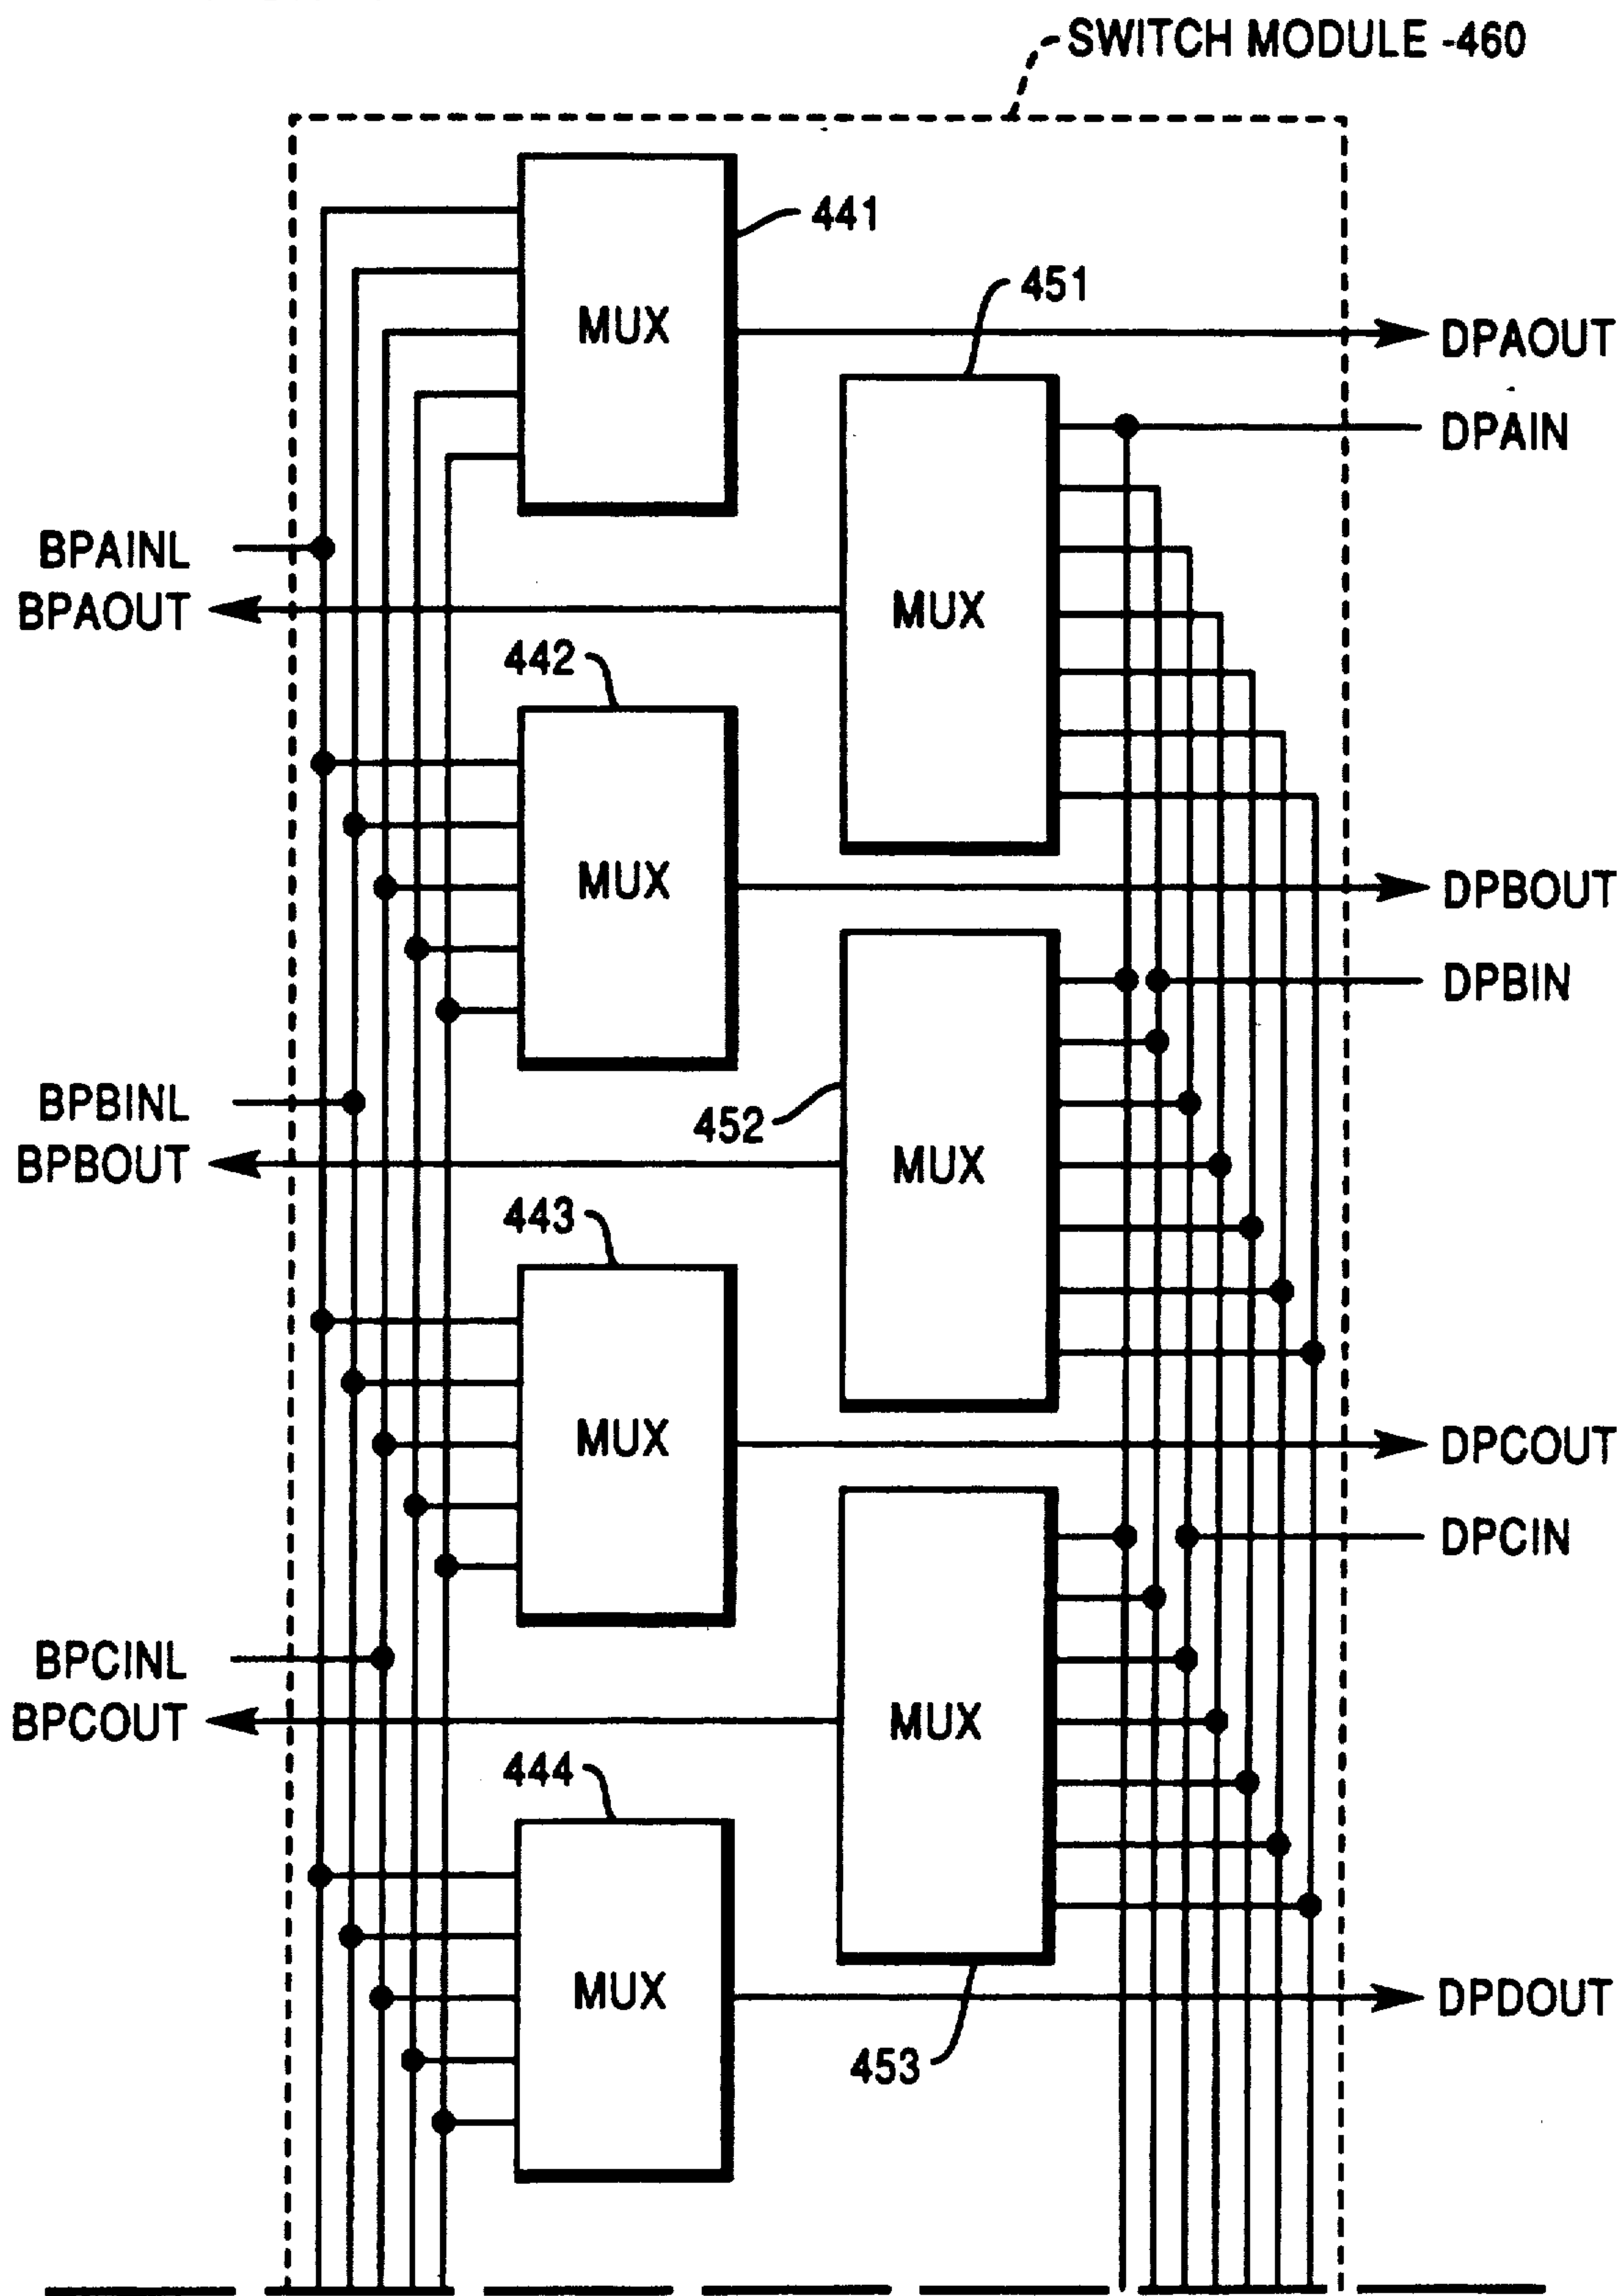 SWITCH MODULE -460
441
MUX
451
DPAOUT
DPAIN
BPAINL
BPAOUT
MUX
442
MUX
DPBOUT
DPBIN
BPBINL
452
BPBOUT
MUX
443
MUX
DPCOUT
DPCIN
BPCINL
BPCOUT
MUX
444
MUX
DPDOUT
453